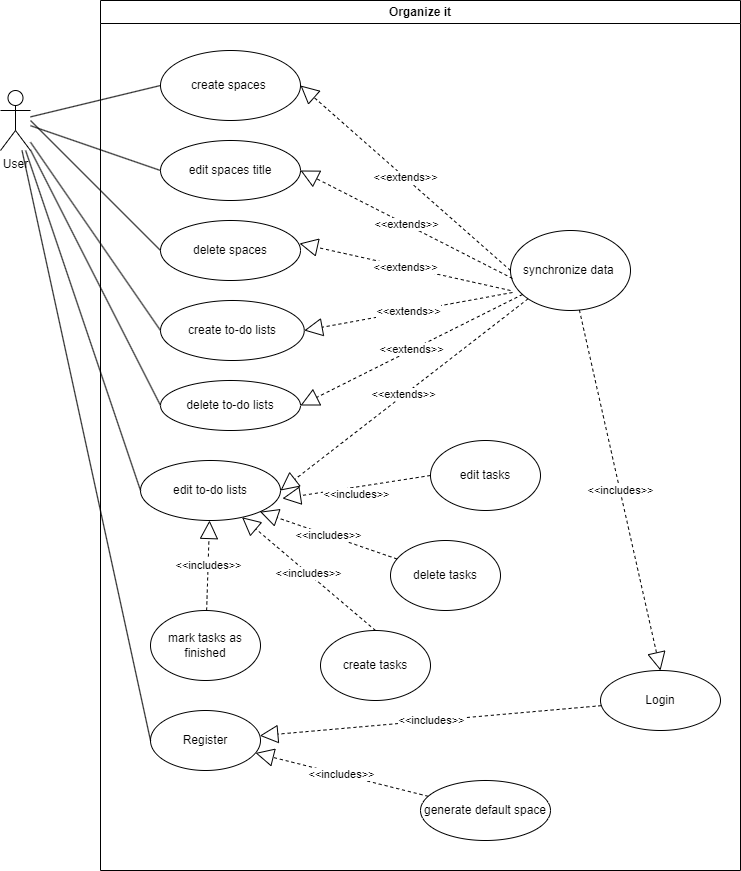 Organize it
create spaces
User
<<extends>>
edit spaces title
<<extends>>
delete spaces
<<extends>>
synchronize data
create to-do lists
<<extends>>
<<extends>>
delete to-do lists
<<extends>>
edit to-do lists
edit tasks
<<includes>>
<<includes>>
<<includes>>
<<includes>>
<<includes>>
delete tasks
mark tasks as
finished
create tasks
Login
<<includes>>
Register
<<includes>>
generate default space